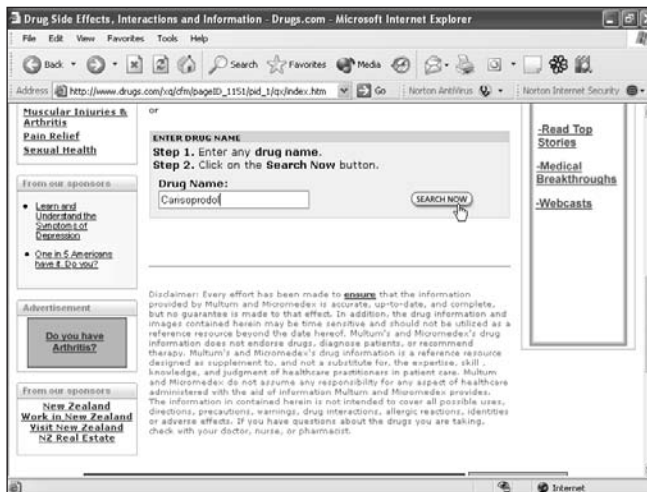 Drug Side Effects, Interactions and Information - Drugs.com - Microsoft Internet Explorer
File Edit View Favorites Tools Help
Back Search Favorites Media
Address http://www.drugs.com/xq/cfm/pageID_1151/pid_1/qx/index.htm Go Norton AntiVirus Norton Internet Security
Muscular Injuries &
Arthritis
Pain Relief
Sexual Health
From our sponsors
Learn and
Understand the
Symptoms of
Depression
One in 5 Americans
have it. Do you?
Advertisement
Do you have
Arthritis?
From our sponsors
New Zealand
Work in New Zealand
Visit New Zealand
NZ Real Estate
or
ENTER DRUG NAME
Step 1. Enter any drug name.
Step 2. Click on the Search Now button.
Drug Name:
Carisoprodol
SEARCH NOW
Disclaimer: Every effort has been made to ensure that the information
provided by Multum and Micromedex is accurate, up-to-date, and complete,
but no guarantee is made to that effect. In addition, the drug information and
images contained herein may be time sensitive and should not be utilized as a
reference resource beyond the date hereof. Multum's and Micromedex's drug
information does not endorse drugs, diagnose patients, or recommend
therapy. Multum's and Micromedex's drug information is a reference resource
designed as supplement to, and not a substitute for, the expertise, skill ,
knowledge, and judgment of healthcare practitioners in patient care. Multum
and Micromedex do not assume any responsibility for any aspect of healthcare
administered with the aid of information Multum and Micromedex provides.
The information in contained herein is not intended to cover all possible uses,
directions, precautions, warnings, drug interactions, allergic reactions, identities
or adverse effects. If you have questions about the drugs you are taking,
check with your doctor, nurse, or pharmacist.
-Read Top
Stories
-Medical
Breakthroughs
-Webcasts
Internet